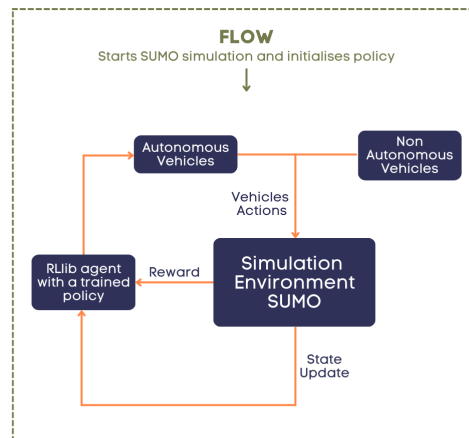 FLOW
Starts SUMO simulation and initialises policy
Autonomous
Vehicles
Non
Autonomous
Vehicles
Vehicles
Actions
RLlib agent
with a trained
policy
Reward
Simulation
Environment
SUMO
State
Update